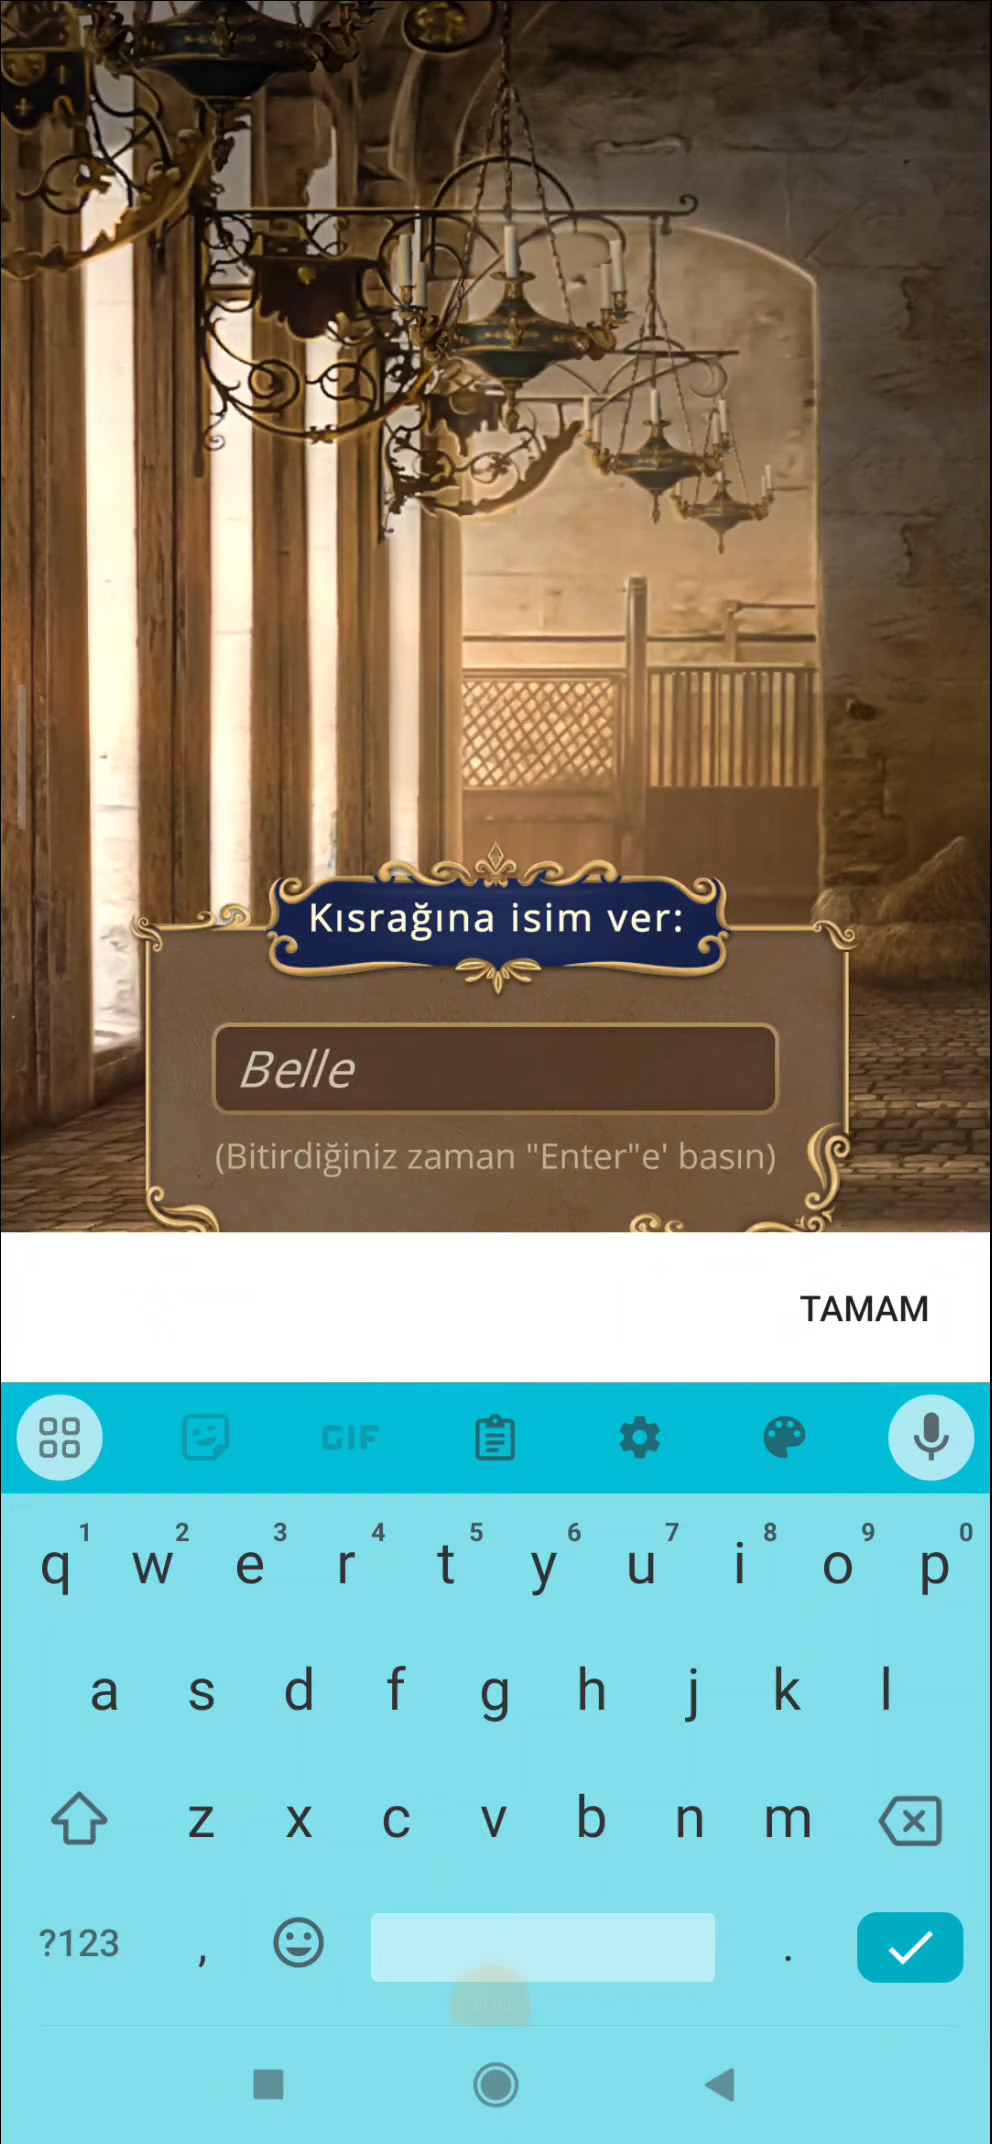 Kısrağına isim ver:
Belle
(Bitirdiğiniz zaman "Enter"e' basın)
TAMAM
GIF
1 2 3 4 5 6 7 8 9 0
q w e r t y u i o p
a s d f g h j k l
z x c v b n m
?123 , .